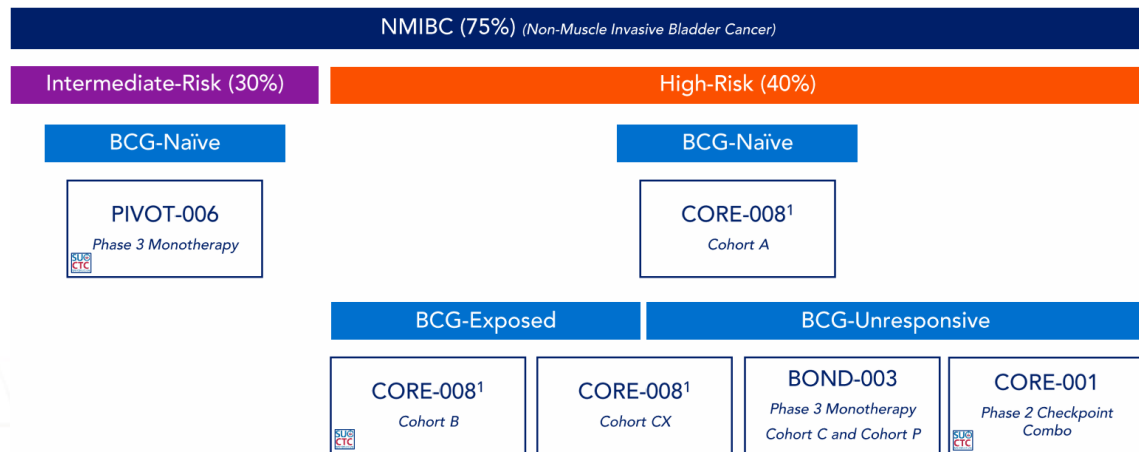 NMIBC (75%) (Non-Muscle Invasive Bladder Cancer)
Intermediate-Risk (30%)
High-Risk (40%)
BCG-Naïve
BCG-Naïve
PIVOT-006
Phase 3 Monotherapy
SUO
CTC
CORE-008¹
Cohort A
BCG-Exposed
BCG-Unresponsive
CORE-008¹
Cohort B
SUO
CTC
CORE-008¹
Cohort CX
BOND-003
Phase 3 Monotherapy
Cohort C and Cohort P
CORE-001
Phase 2 Checkpoint
Combo
SUO
CTC